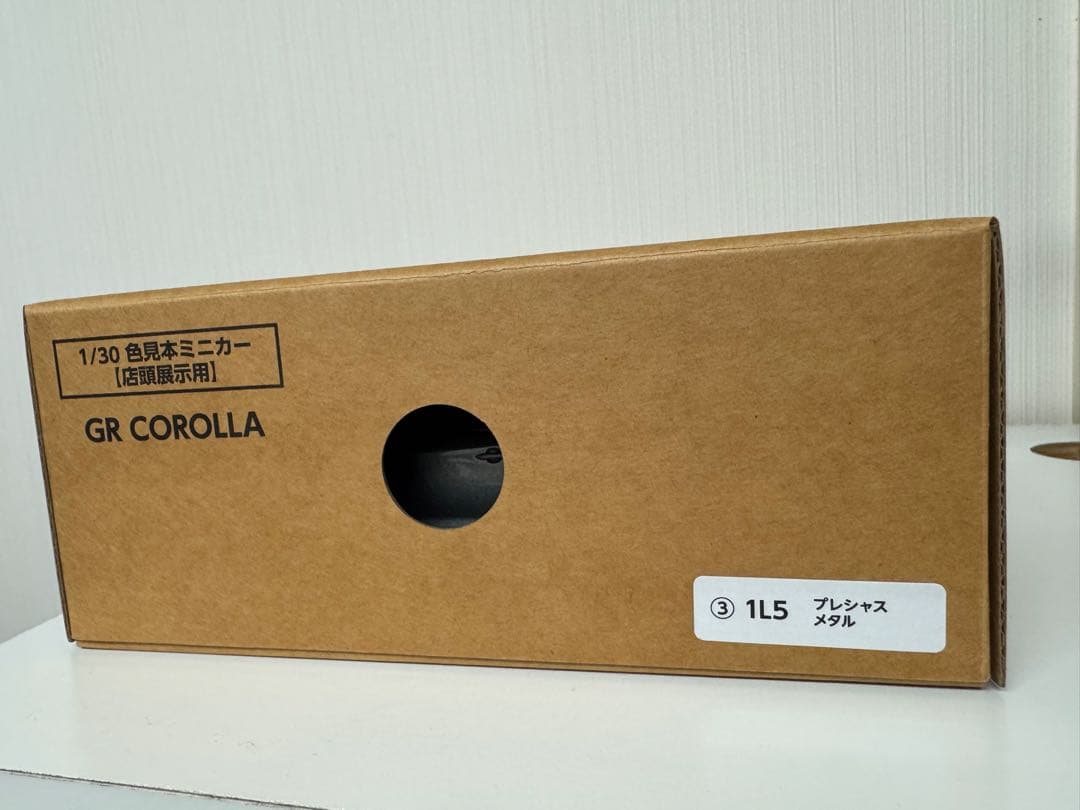 1/30 色見本ミニカー
【店頭展示用】
GR COROLLA
③ 1L5 プレシャス
メタル